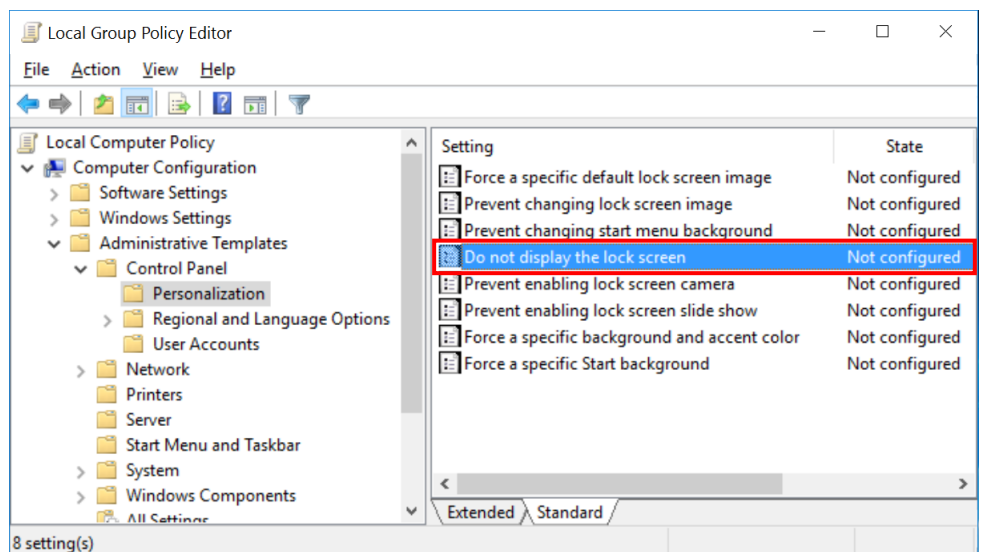 Local Group Policy Editor
File Action View Help
Local Computer Policy
Computer Configuration
Software Settings
Windows Settings
Administrative Templates
Control Panel
Personalization
Regional and Language Options
User Accounts
Network
Printers
Server
Start Menu and Taskbar
System
Windows Components
All Settings
Setting State
Force a specific default lock screen image Not configured
Prevent changing lock screen image Not configured
Prevent changing start menu background Not configured
Do not display the lock screen Not configured
Prevent enabling lock screen camera Not configured
Prevent enabling lock screen slide show Not configured
Force a specific background and accent color Not configured
Force a specific Start background Not configured
Extended Standard
8 setting(s)